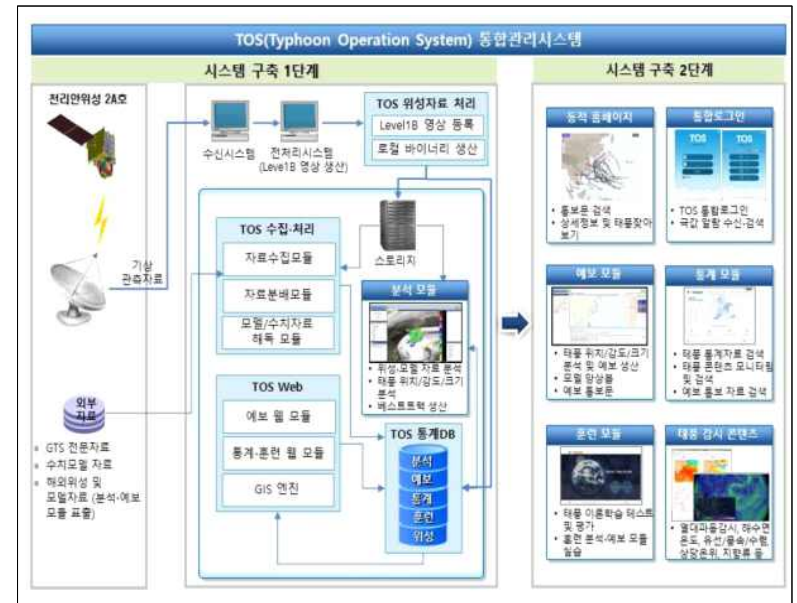 TOS(Typhoon Operation System) 통합관리시스템
시스템 구축 1단계
천리안위성 2A호
기상
관측자료
외부
자료
GTS 전문자료
수치모델 자료
해외위성 및
모델자료 (분석·예보
모듈 표출)
수신시스템
전처리시스템
(Leve1B 영상 생산)
TOS 위성자료 처리
Level1B 영상 등록
로컬 바이너리 생산
스토리지
TOS 수집·처리
자료수집모듈
자료분배모듈
모델/수치자료
해독 모듈
분석 모듈
위성·모델 자료 분석
태풍 위치/강도/크기
분석
베스트트랙 생산
TOS Web
예보 웹 모듈
통계·훈련 웹 모듈
GIS 엔진
TOS 통계DB
분석
예보
통계
훈련
위성
시스템 구축 2단계
동적 홈페이지
통보문 검색
상세정보 및 태풍찾아
보기
통합로그인
TOS
TOS
TOS 통합로그인
극값 알람 수신·검색
예보 모듈
태풍 위치/강도/크기
분석 및 예보 생산
모델 앙상블
예보 통보문
통계 모듈
태풍 통계자료 검색
태풍 콘텐츠 모니터링
및 검색
예보 통보 자료 검색
훈련 모듈
태풍 이론학습 테스트
및 평가
훈련 분석·예보 모듈
실습
태풍 감시 콘텐츠
열대파동감시, 해수면
온도, 유선/풍속/수렴,
상당온위, 지향류 등